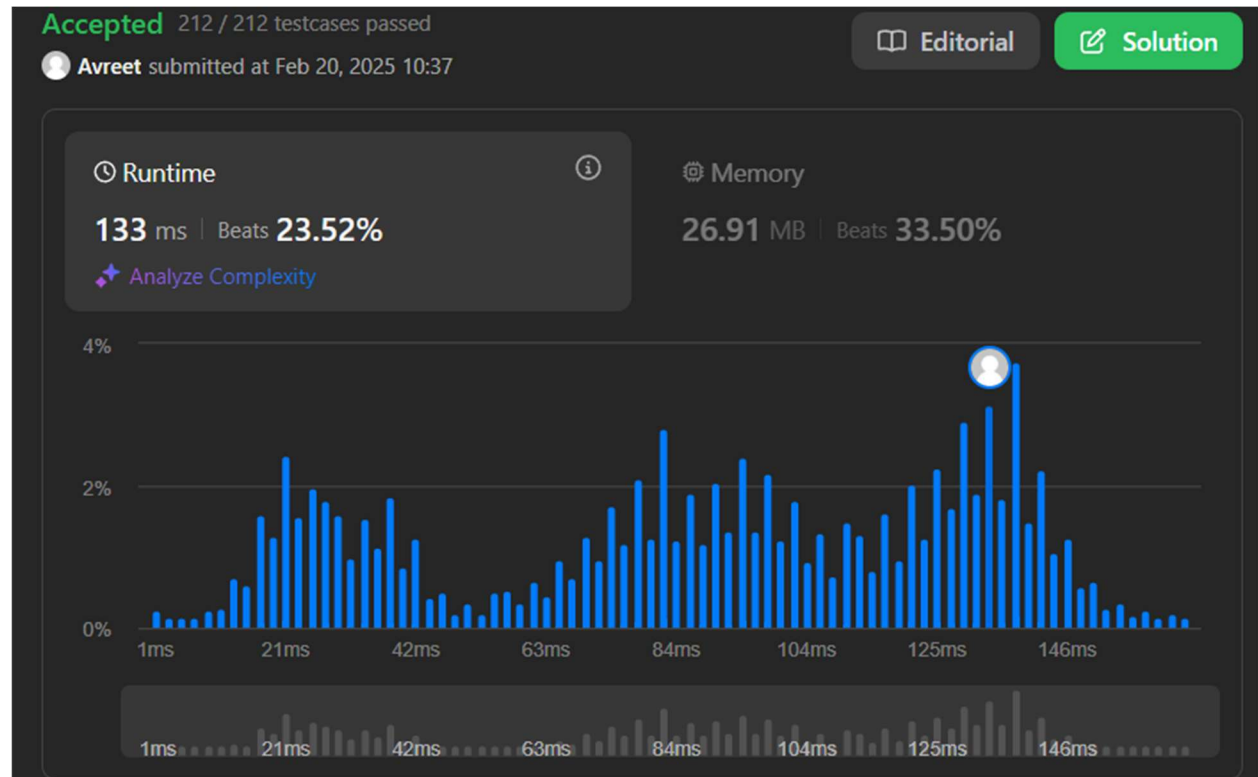 Accepted 212 / 212 testcases passed
Avreet submitted at Feb 20, 2025 10:37
Editorial
Solution
Runtime
133 ms | Beats 23.52%
Analyze Complexity
Memory
26.91 MB | Beats 33.50%
4%
2%
0%
1ms 21ms 42ms 63ms 84ms 104ms 125ms 146ms
1ms 21ms 42ms 63ms 84ms 104ms 125ms 146ms